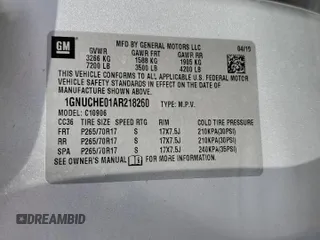 GM
MFD BY GENERAL MOTORS LLC 04/10
GVWR GAWR FRT GAWR RR
3266 KG 1588 KG 1905 KG
7200 LB 3500 LB 4200 LB
THIS VEHICLE CONFORMS TO ALL APPLICABLE U.S. FEDERAL MOTOR
VEHICLE SAFETY STANDARDS IN EFFECT ON THE DATE OF
MANUFACTURE SHOWN ABOVE.
1GNUCHE01AR218260 TYPE: M.P.V.
MODEL: C10906
CC36 TIRE SIZE SPEED RTG RIM COLD TIRE PRESSURE
FRT P265/70R17 S 17X7.5J 210KPA(30PSI)
RR P265/70R17 S 17X7.5J 210KPA(30PSI)
SPA P265/70R17 S 17X7.5J 240KPA(35PSI)
SEE OWNER'S MANUAL FOR MORE INFORMATION.
DREAMBID